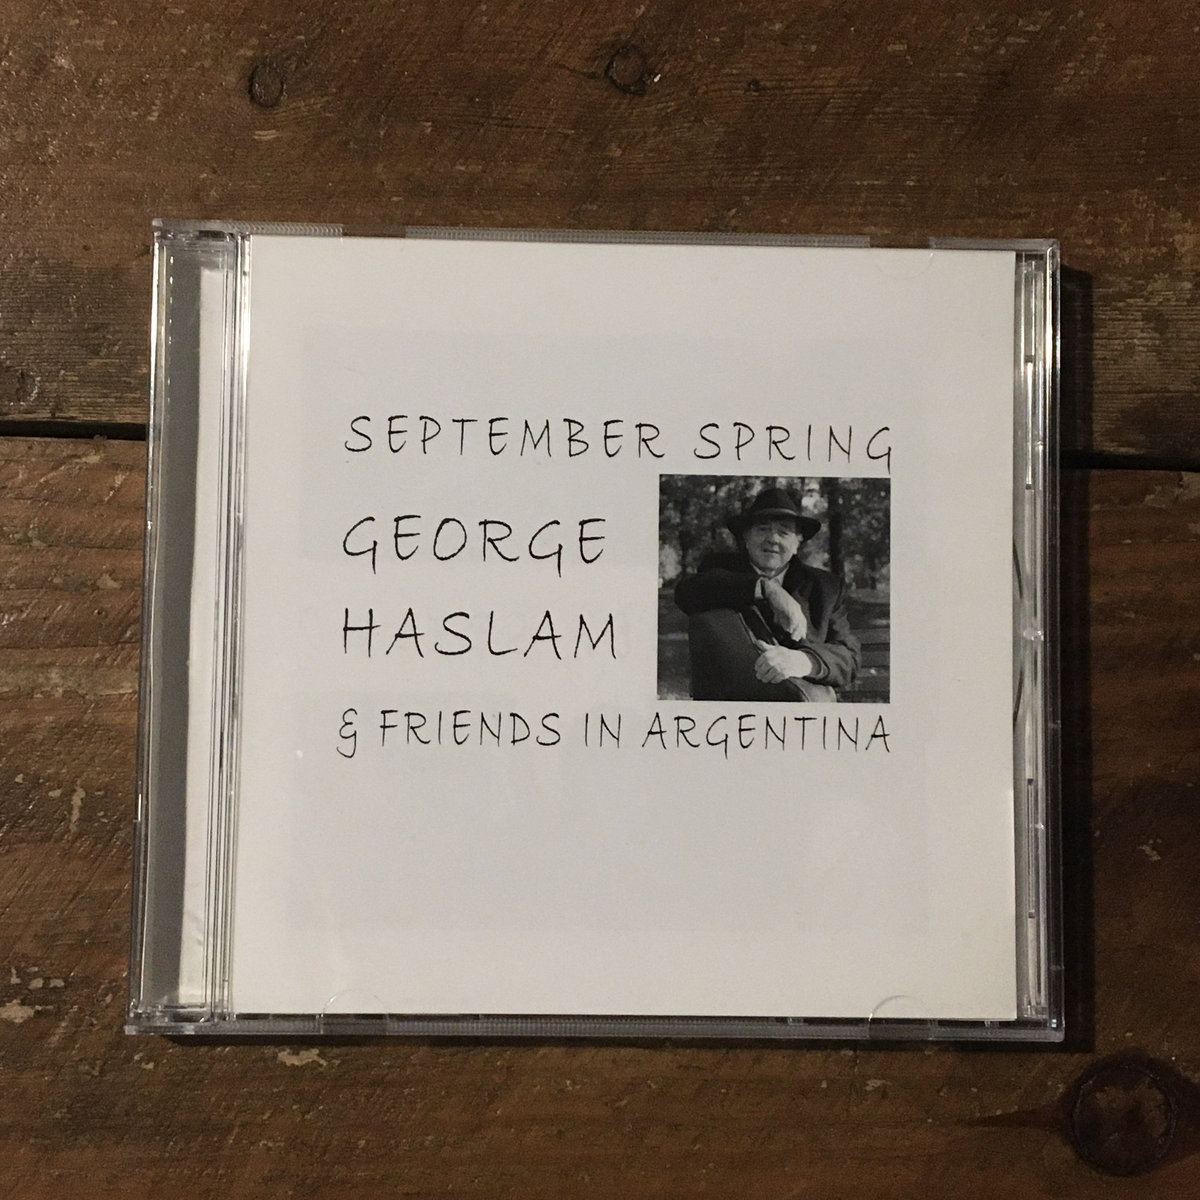 SEPTEMBER SPRING
GEORGE
HASLAM
& FRIENDS IN ARGENTINA